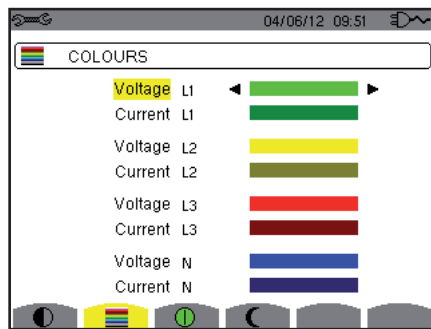 04/06/12 09:51
COLOURS
Voltage L1
Current L1
Voltage L2
Current L2
Voltage L3
Current L3
Voltage N
Current N